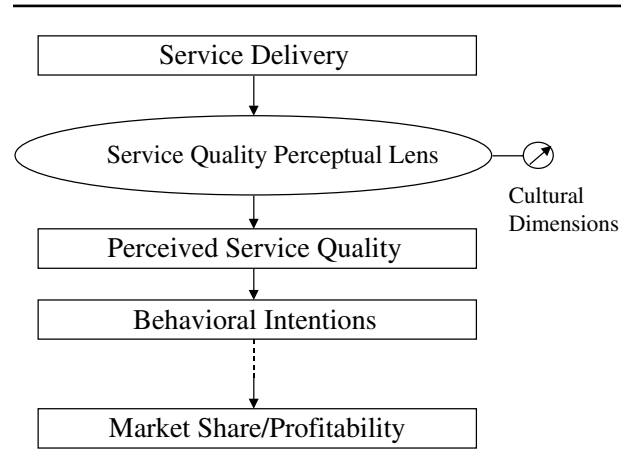 Service Delivery
Service Quality Perceptual Lens
Cultural
Dimensions
Perceived Service Quality
Behavioral Intentions
Market Share/Profitability